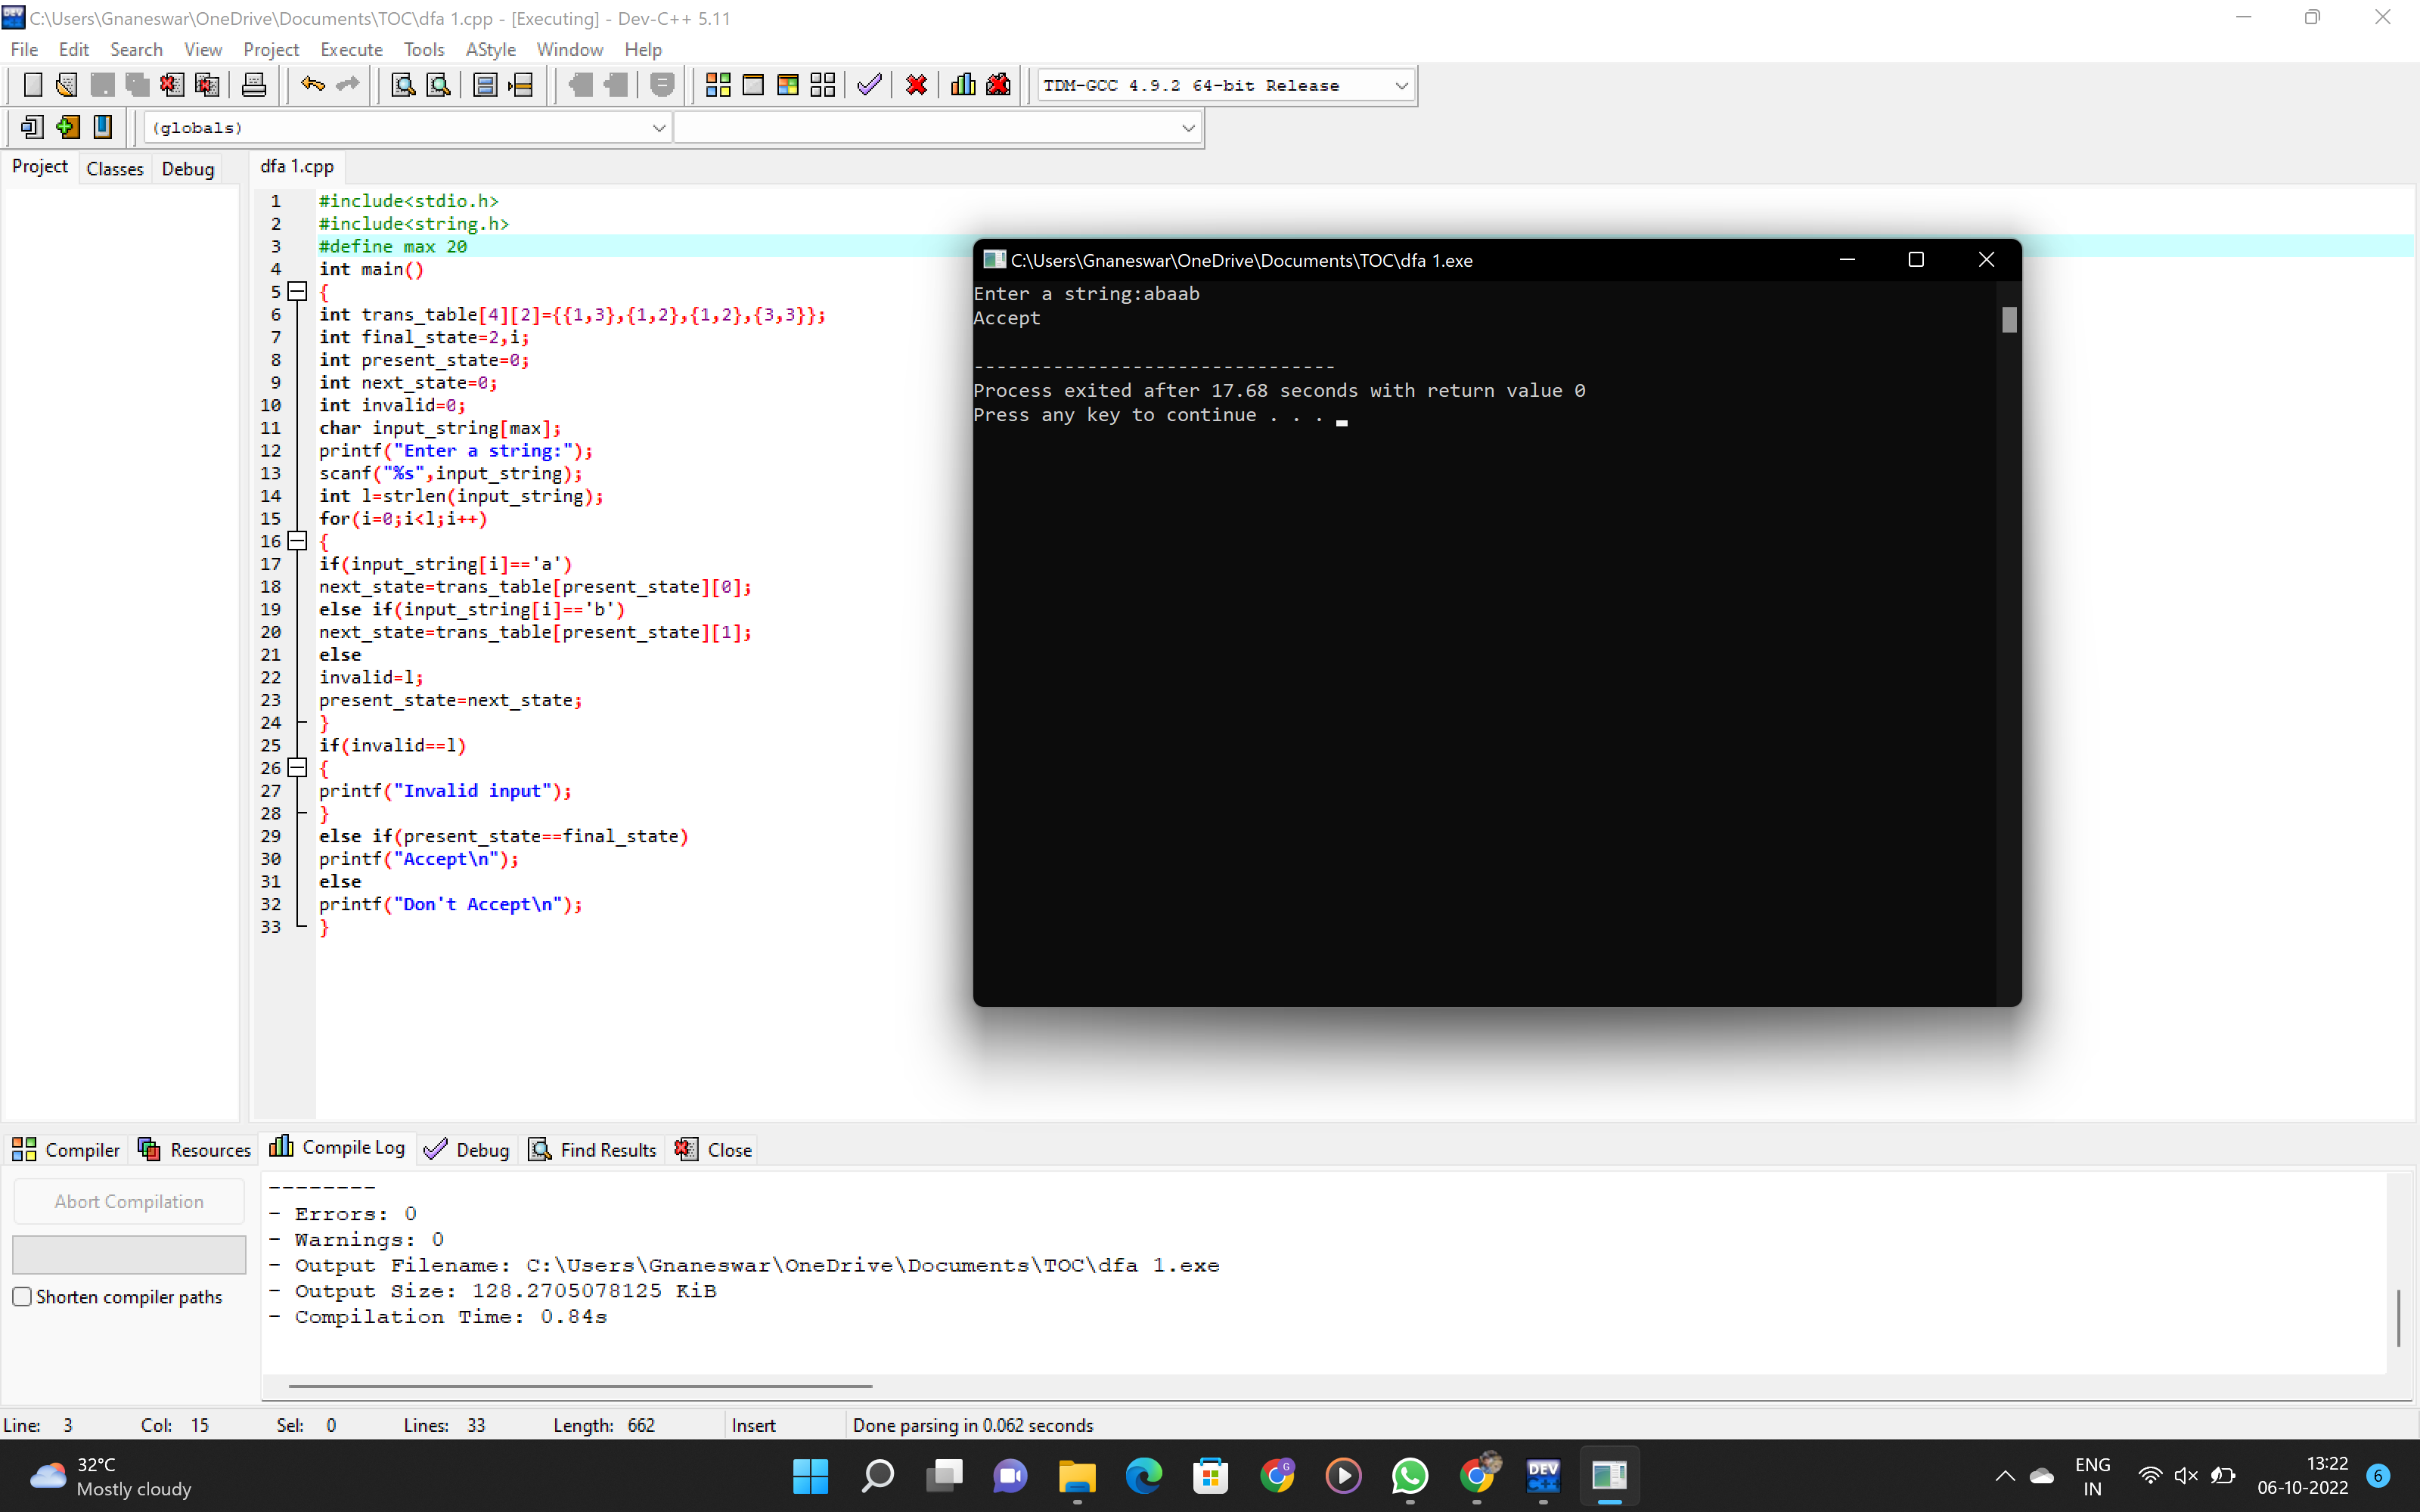 C:\Users\Gnaneswar\OneDrive\Documents\TOC\dfa 1.cpp - [Executing] - Dev-C++ 5.11
File Edit Search View Project Execute Tools AStyle Window Help
TDM-GCC 4.9.2 64-bit Release
(globals)
Project Classes Debug
dfa 1.cpp
1 #include<stdio.h>
2 #include<string.h>
3 #define max 20
4 int main()
5 {
6 int trans_table[4][2]={{1,3},{1,2},{1,2},{3,3}};
7 int final_state=2,i;
8 int present_state=0;
9 int next_state=0;
10 int invalid=0;
11 char input_string[max];
12 printf("Enter a string:");
13 scanf("%s",input_string);
14 int l=strlen(input_string);
15 for(i=0;i<l;i++)
16 {
17 if(input_string[i]=='a')
18 next_state=trans_table[present_state][0];
19 else if(input_string[i]=='b')
20 next_state=trans_table[present_state][1];
21 else
22 invalid=l;
23 present_state=next_state;
24 }
25 if(invalid==l)
26 {
27 printf("Invalid input");
28 }
29 else if(present_state==final_state)
30 printf("Accept\n");
31 else
32 printf("Don't Accept\n");
33 }
C:\Users\Gnaneswar\OneDrive\Documents\TOC\dfa 1.exe
Enter a string:abaab
Accept
--------------------------------
Process exited after 17.68 seconds with return value 0
Press any key to continue . . .
Compiler Resources Compile Log Debug Find Results Close
Abort Compilation
Shorten compiler paths
--------
- Errors: 0
- Warnings: 0
- Output Filename: C:\Users\Gnaneswar\OneDrive\Documents\TOC\dfa 1.exe
- Output Size: 128.2705078125 KiB
- Compilation Time: 0.84s
Line: 3 Col: 15 Sel: 0 Lines: 33 Length: 662 Insert Done parsing in 0.062 seconds
32°C
Mostly cloudy
G
DEV
C++
ENG
IN
13:22
06-10-2022
6